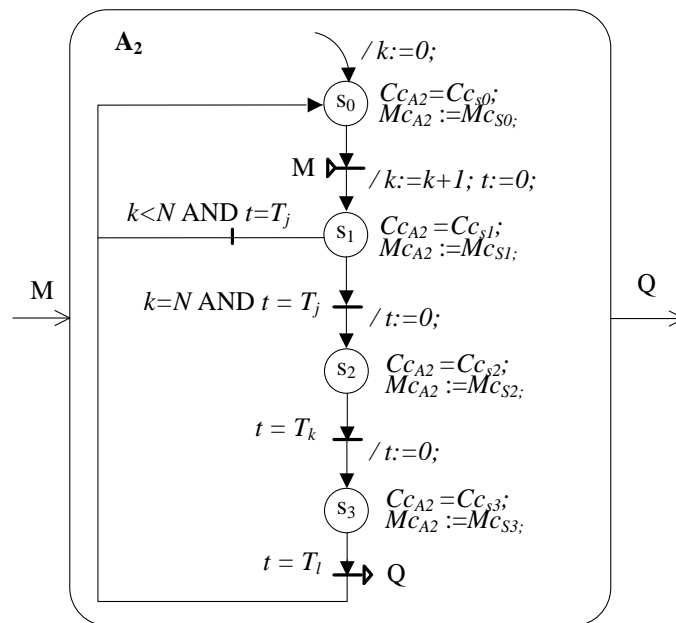 A₂
/ k:=0;
s₀
Cc_A2=Cc_s0;
Mc_A2 :=Mc_S0;
M
/ k:=k+1; t:=0;
k<N AND t=T_j
s₁
Cc_A2 =Cc_s1;
Mc_A2 :=Mc_S1;
M
Q
k=N AND t = T_j
/ t:=0;
s₂
Cc_A2 =Cc_s2;
Mc_A2 :=Mc_S2;
t = T_k
/ t:=0;
s₃
Cc_A2 =Cc_s3;
Mc_A2 :=Mc_S3;
t = T_l
Q